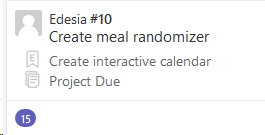 Edesia #10
Create meal randomizer
Create interactive calendar
Project Due
15